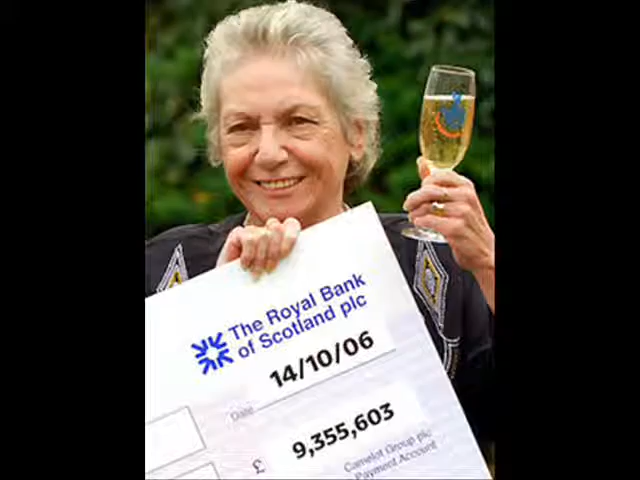 The Royal Bank
of Scotland plc
14/10/06
Date
9,355,603
£
Camelot Group plc
Payment Account